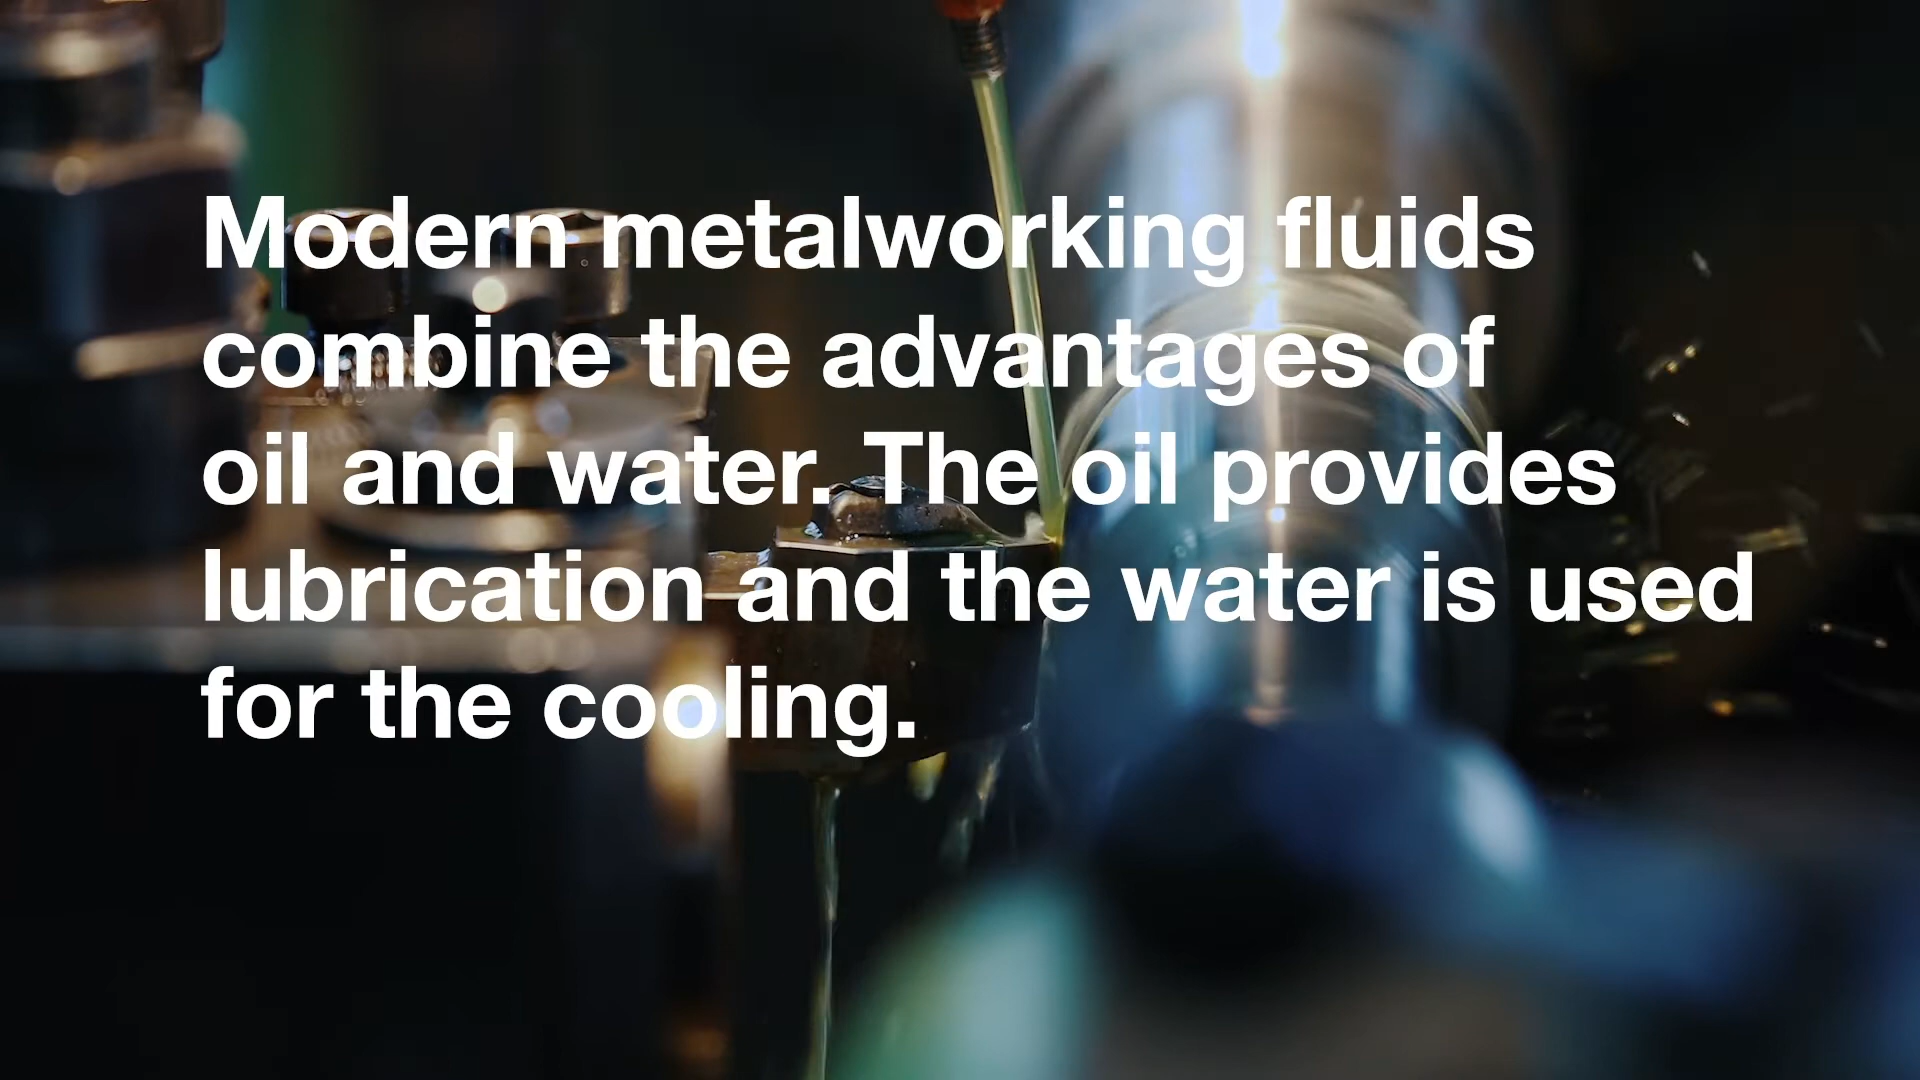 Modern metalworking fluids
combine the advantages of
oil and water. The oil provides
lubrication and the water is used
for the cooling.